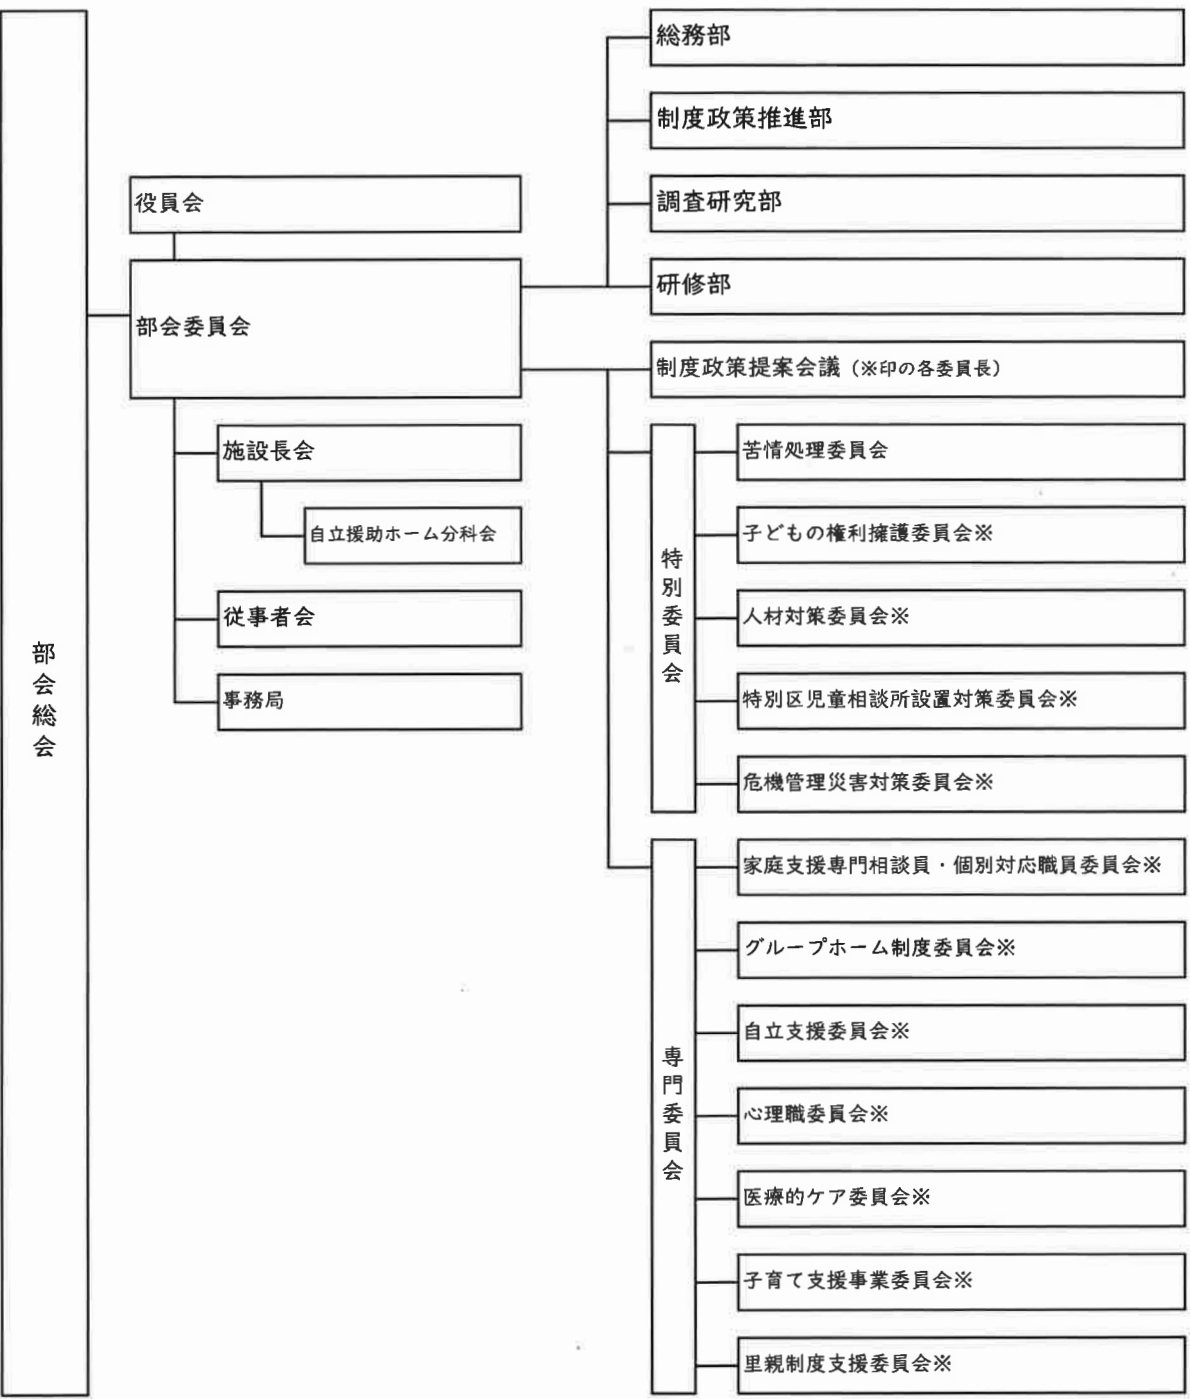 部会総会
役員会
部会委員会
施設長会
自立援助ホーム分科会
従事者会
事務局
総務部
制度政策推進部
調査研究部
研修部
制度政策提案会議（※印の各委員長）
特別委員会
苦情処理委員会
子どもの権利擁護委員会※
人材対策委員会※
特別区児童相談所設置対策委員会※
危機管理災害対策委員会※
専門委員会
家庭支援専門相談員・個別対応職員委員会※
グループホーム制度委員会※
自立支援委員会※
心理職委員会※
医療的ケア委員会※
子育て支援事業委員会※
里親制度支援委員会※